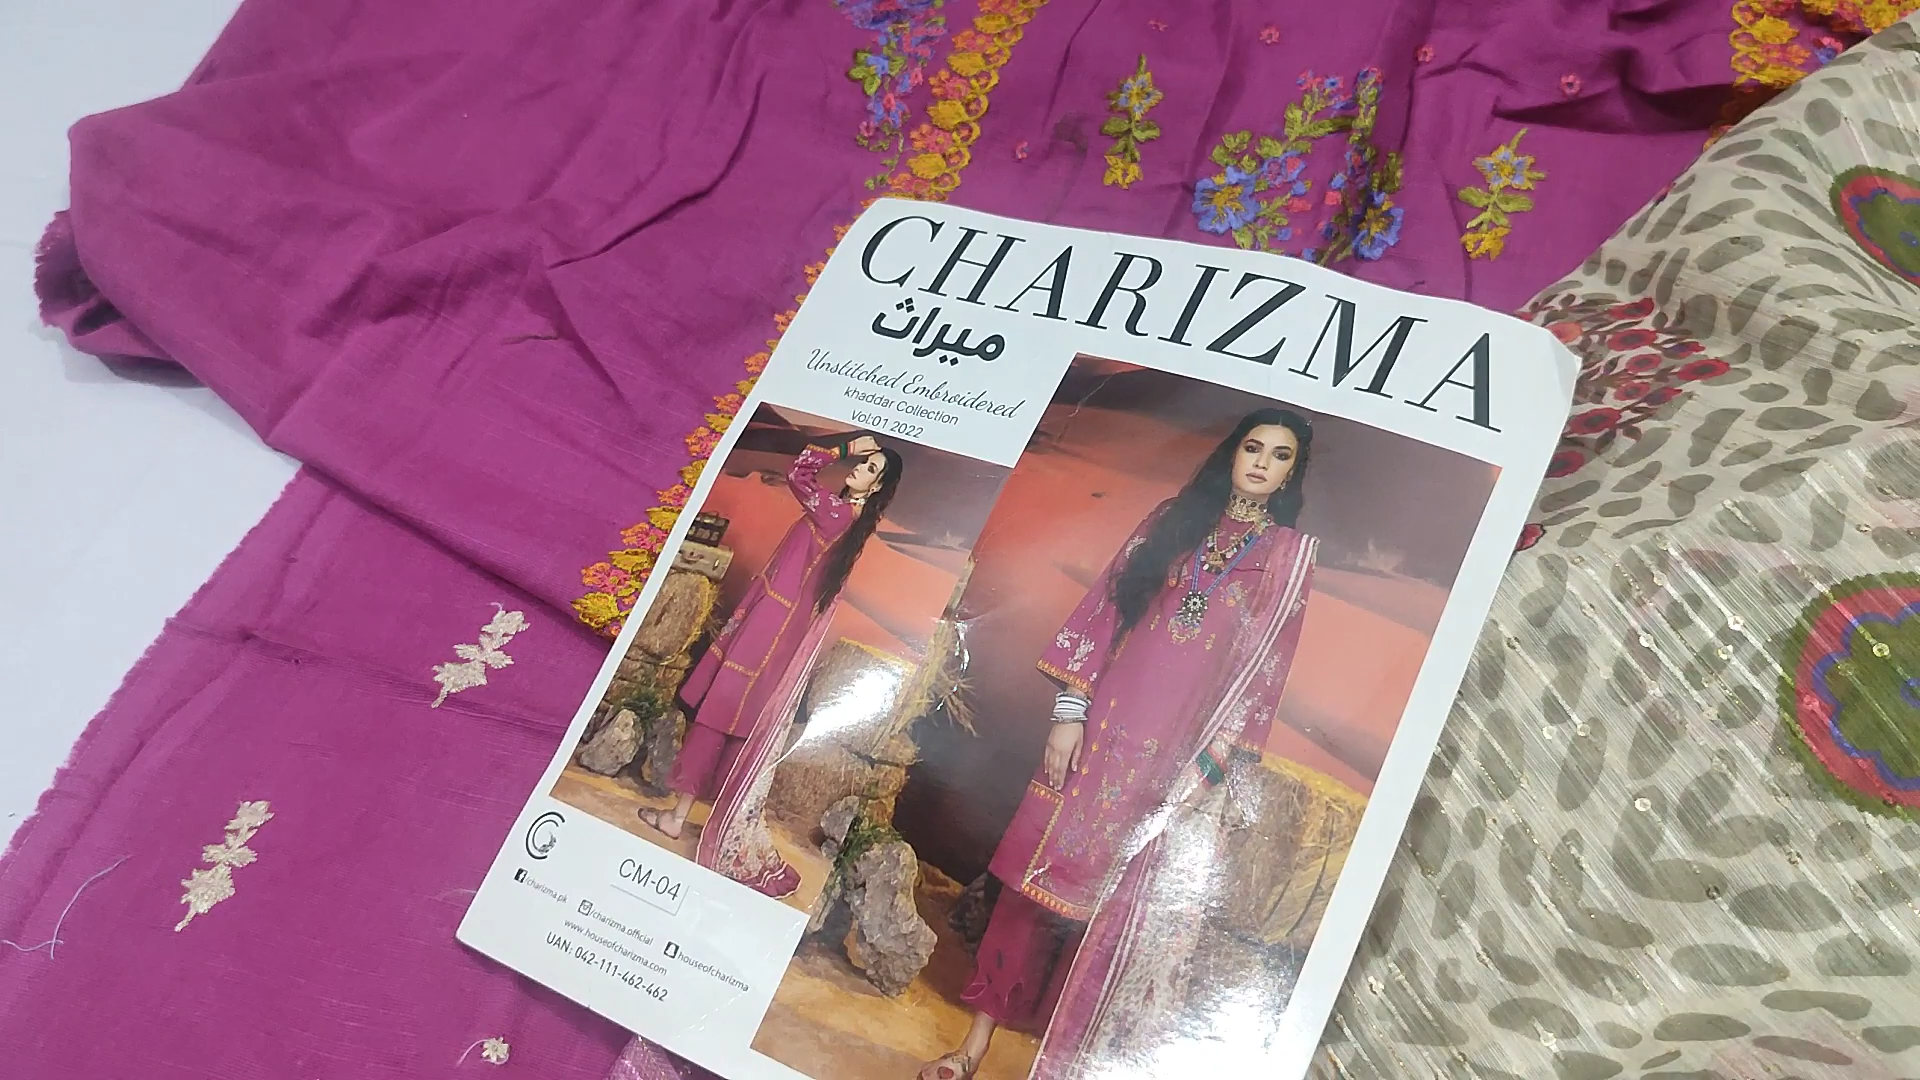 CHARIZMA
میراث
Unstitched Embroidered
khaddar Collection
Vol:01 2022
CM-04
/charizma.pk
/charizma.official
houseofcharizma
www.houseofcharizma.com
UAN: 042-111-462-462